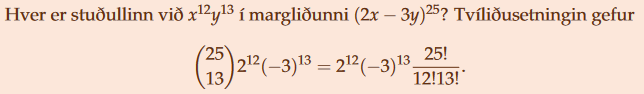 Hver er stuðullinn við $x^{12}y^{13}$ í margliðunni $(2x - 3y)^{25}$? Tvíliðusetningin gefur
$$\binom{25}{13} 2^{12}(-3)^{13} = 2^{12}(-3)^{13} \frac{25!}{12!13!}.$$